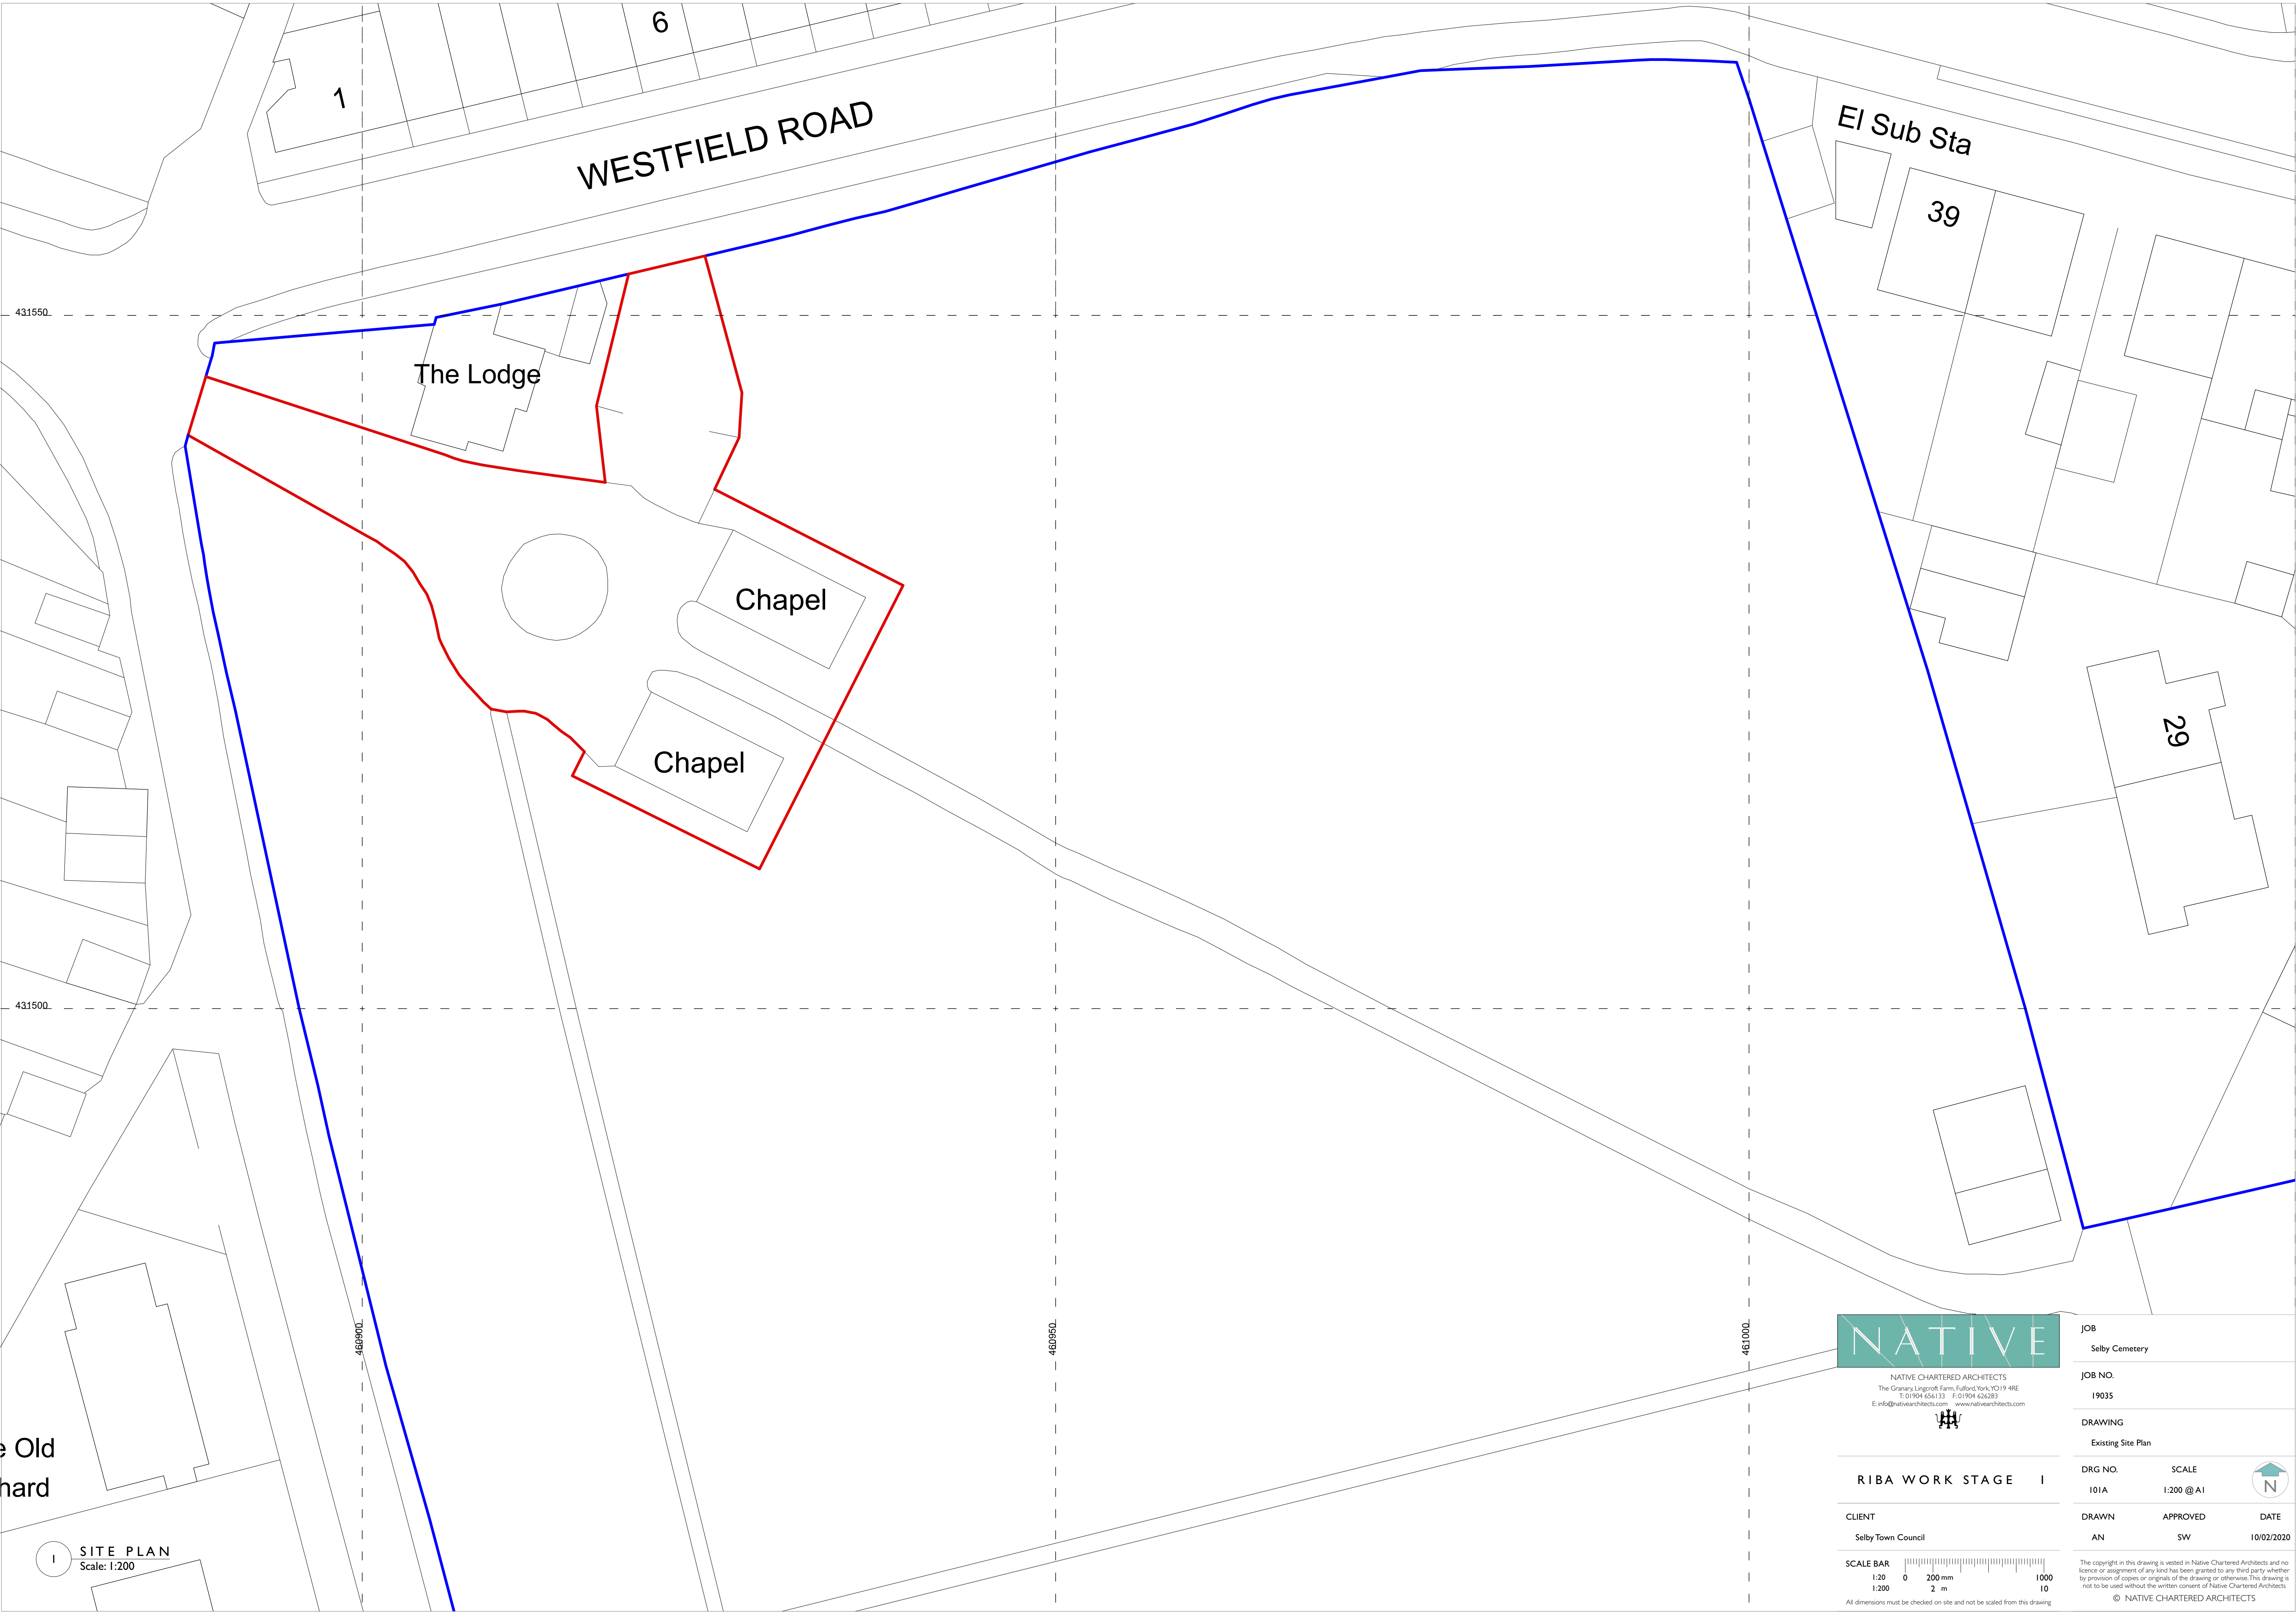 6
1
WESTFIELD ROAD
El Sub Sta
39
431550
The Lodge
Chapel
Chapel
29
431500
460900
460950
461000
e Old
hard
1
SITE PLAN
Scale: 1:200
NATIVE
NATIVE CHARTERED ARCHITECTS
The Granary, Lingcroft Farm, Fulford, York, YO19 4RE
T: 01904 656133 F: 01904 626283
E: info@nativearchitects.com www.nativearchitects.com
RIBA WORK STAGE 1
CLIENT
Selby Town Council
SCALE BAR
1:20 0 200 mm 1000
1:200 2 m 10
All dimensions must be checked on site and not be scaled from this drawing
JOB
Selby Cemetery
JOB NO.
19035
DRAWING
Existing Site Plan
DRG NO. SCALE
101A 1:200 @ A1
N
DRAWN APPROVED DATE
AN SW 10/02/2020
The copyright in this drawing is vested in Native Chartered Architects and no
licence or assignment of any kind has been granted to any third party whether
by provision of copies or originals of the drawing or otherwise. This drawing is
not to be used without the written consent of Native Chartered Architects
© NATIVE CHARTERED ARCHITECTS